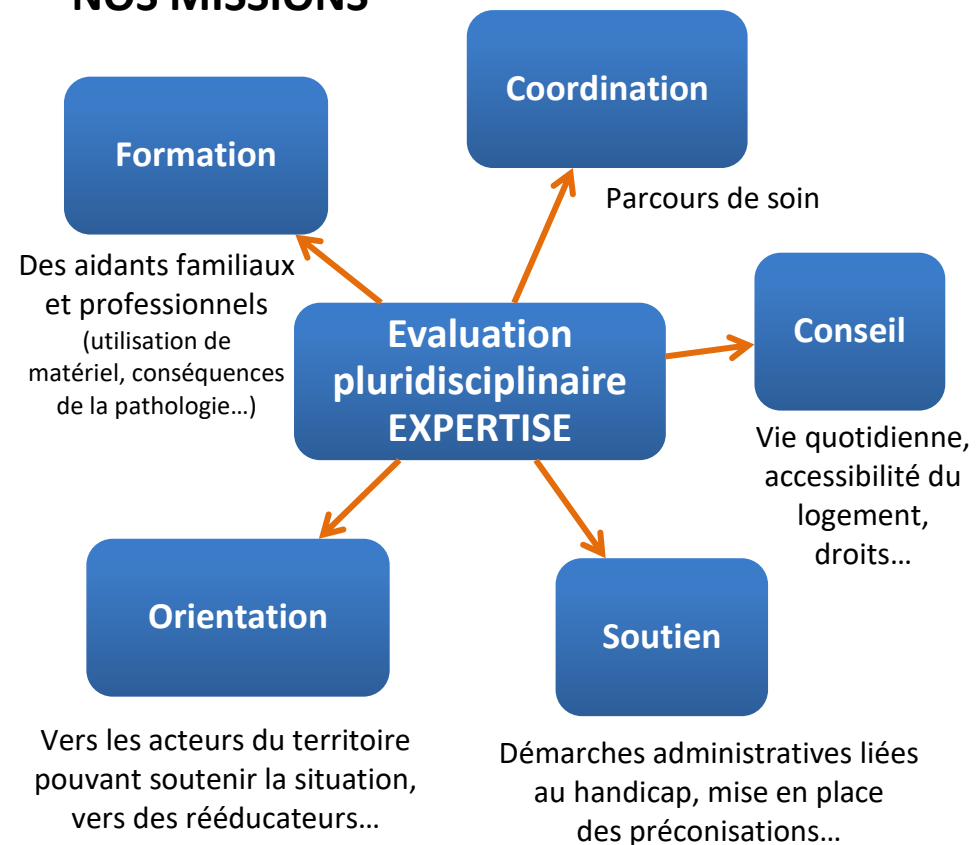 NOS MISSIONS
Coordination
Parcours de soin
Formation
Des aidants familiaux
et professionnels
(utilisation de
matériel, conséquences
de la pathologie…)
Evaluation
pluridisciplinaire
EXPERTISE
Conseil
Vie quotidienne,
accessibilité du
logement,
droits…
Orientation
Vers les acteurs du territoire
pouvant soutenir la situation,
vers des rééducateurs…
Soutien
Démarches administratives liées
au handicap, mise en place
des préconisations…